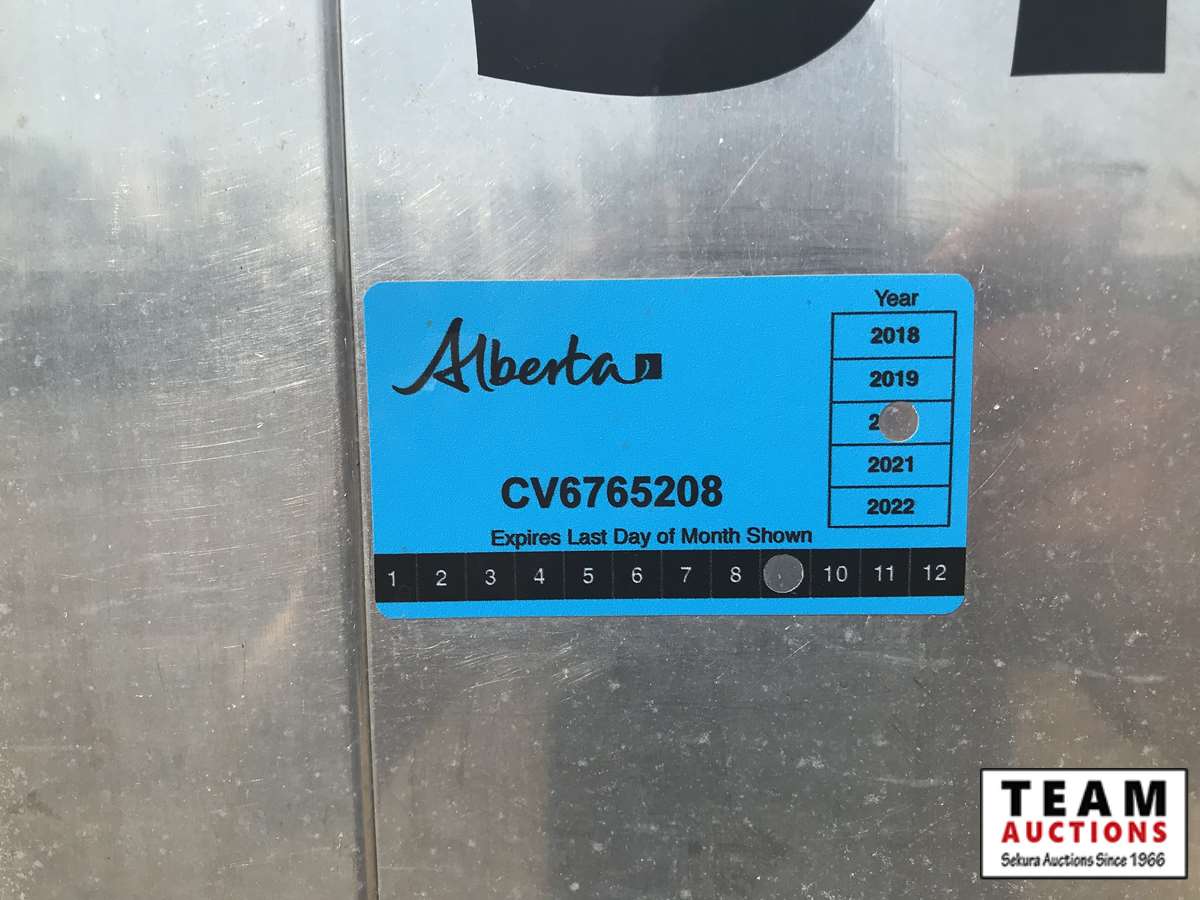 Alberta
Year
2018
2019
2021
2022
CV6765208
Expires Last Day of Month Shown
1 2 3 4 5 6 7 8 10 11 12
TEAM
AUCTIONS
Sekura Auctions Since 1966